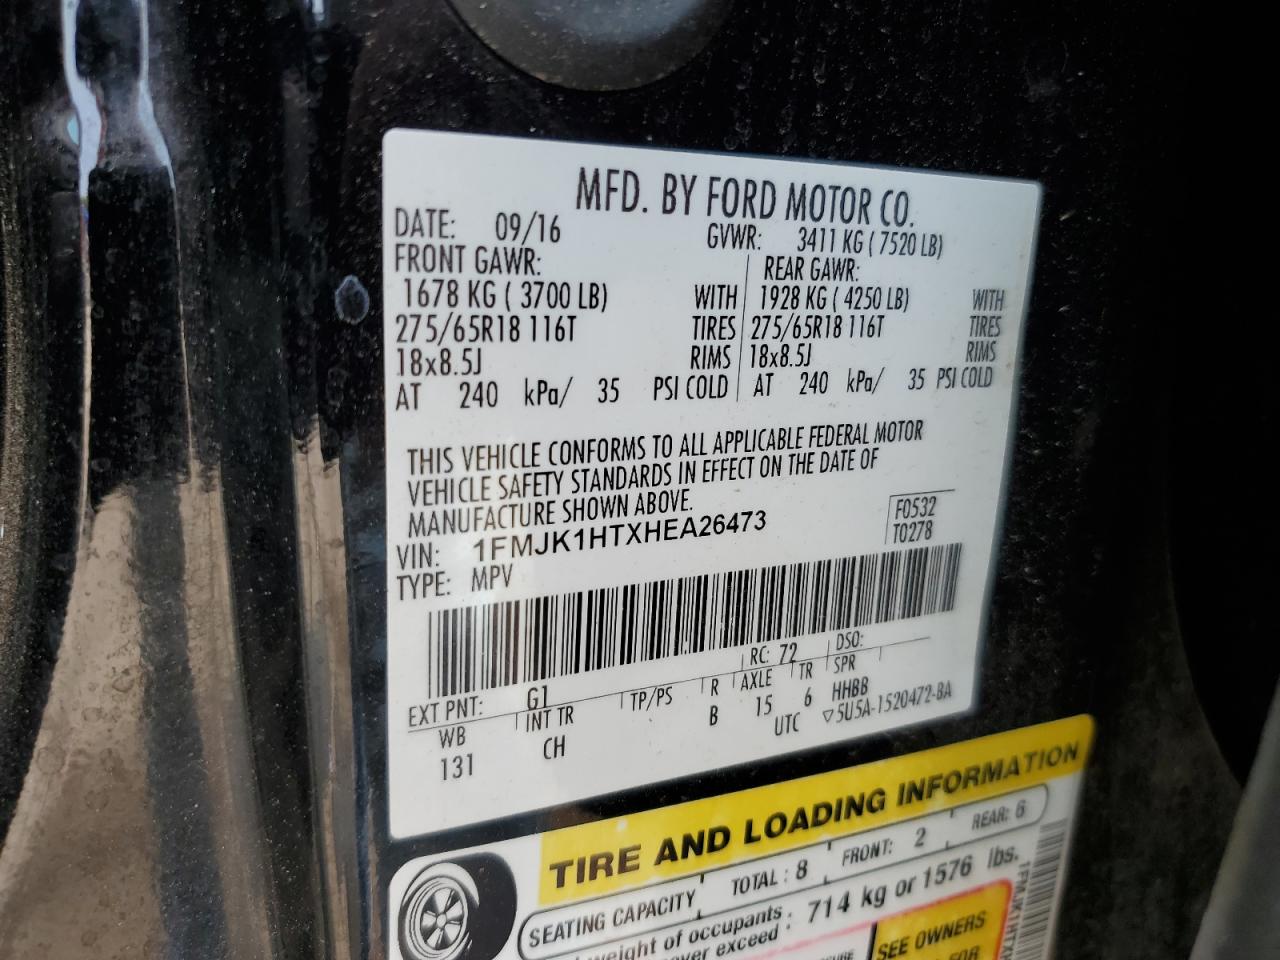 MFD. BY FORD MOTOR CO.
DATE: 09/16 GVWR: 3411 KG ( 7520 LB)
FRONT GAWR: REAR GAWR:
1678 KG ( 3700 LB) WITH 1928 KG ( 4250 LB) WITH
275/65R18 116T TIRES 275/65R18 116T TIRES
18x8.5J RIMS 18x8.5J RIMS
AT 240 kPa/ 35 PSI COLD AT 240 kPa/ 35 PSI COLD
THIS VEHICLE CONFORMS TO ALL APPLICABLE FEDERAL MOTOR
VEHICLE SAFETY STANDARDS IN EFFECT ON THE DATE OF
MANUFACTURE SHOWN ABOVE.
F0532
VIN: 1FMJK1HTXHEA26473
T0278
TYPE: MPV
EXT PNT: G1 RC: 72 DSO:
WB INT TR TP/PS R AXLE TR SPR
131 CH B 15 6 HHBB
UTC ▽5U5A-1520472-BA
TIRE AND LOADING INFORMATION
SEATING CAPACITY TOTAL : 8 FRONT: 2 REAR: 6
weight of occupants
exceed : 714 kg or 1576 lbs.
SEE OWNERS
FOR